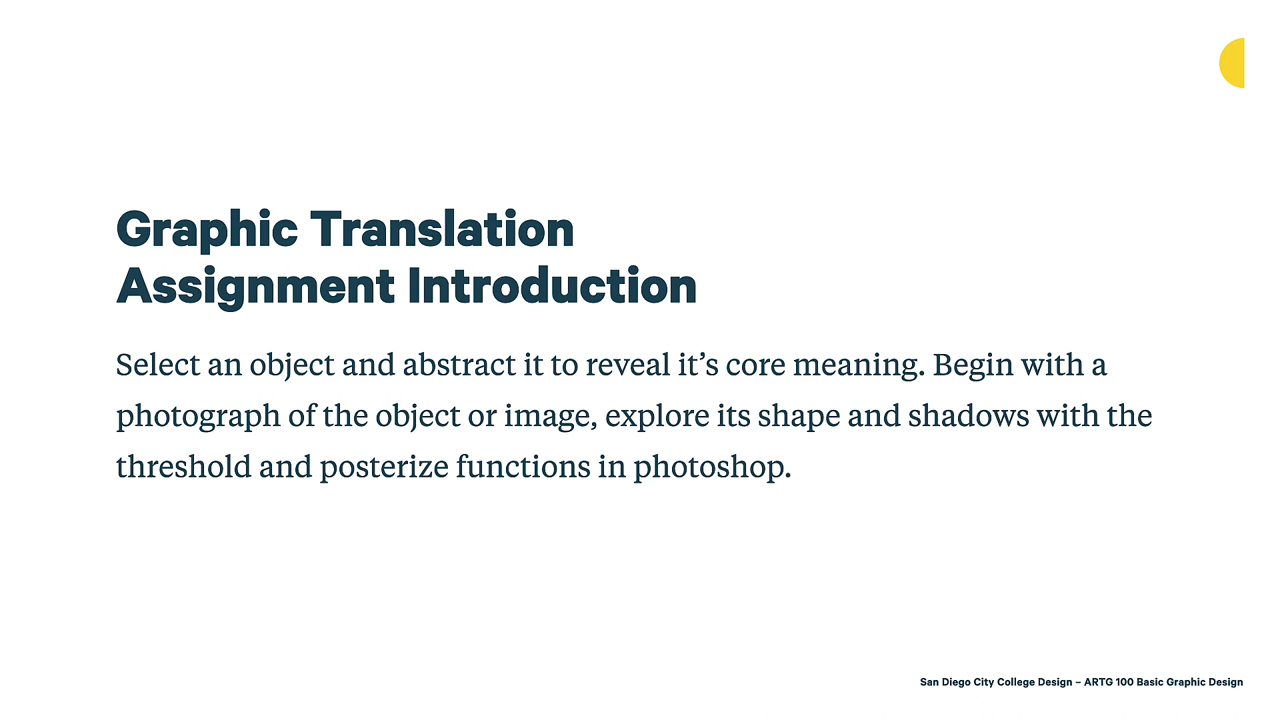 Graphic Translation
Assignment Introduction
Select an object and abstract it to reveal it’s core meaning. Begin with a
photograph of the object or image, explore its shape and shadows with the
threshold and posterize functions in photoshop.
San Diego City College Design – ARTG 100 Basic Graphic Design